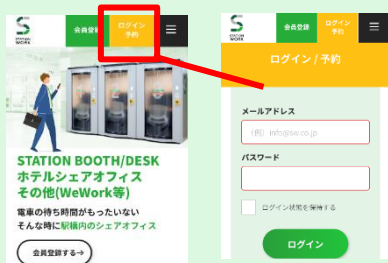 STATION
WORK
会員登録
ログイン
予約
STATION BOOTH/DESK
ホテルシェアオフィス
その他(WeWork等)
電車の待ち時間がもったいない
そんな時に駅構内のシェアオフィス
会員登録する→
STATION
WORK
会員登録
ログイン
予約
ログイン / 予約
メールアドレス
(例).info@sw.co.jp
パスワード
ログイン状態を保持する
ログイン